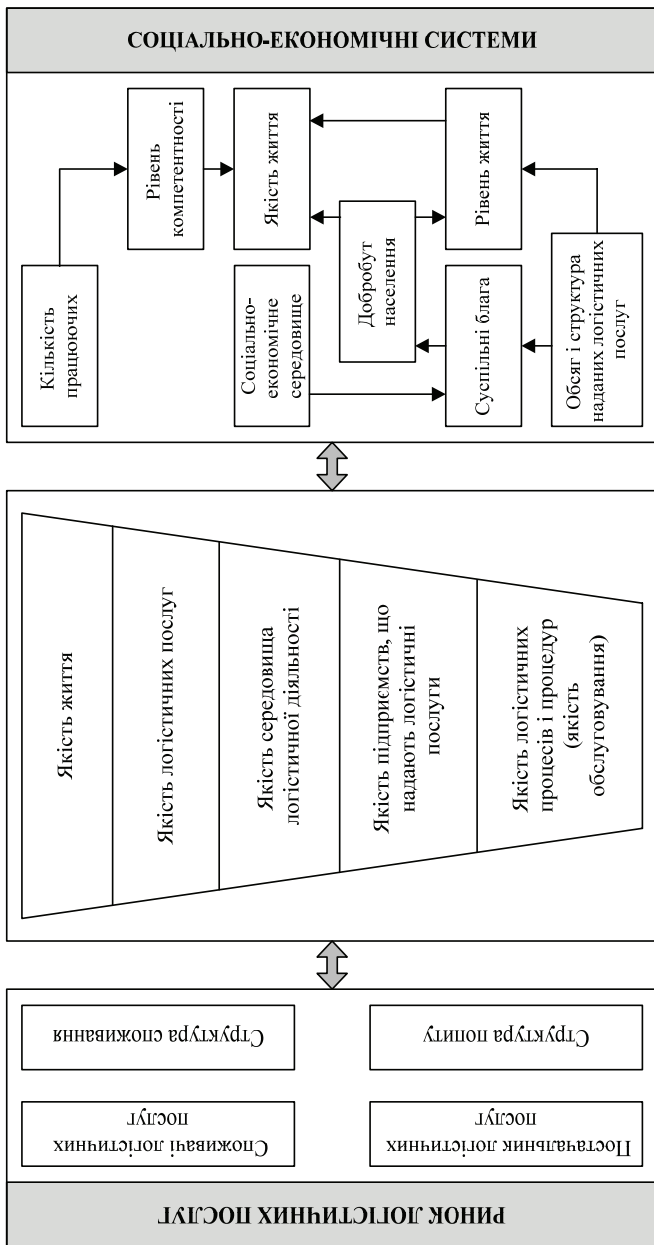 РИНОК ЛОГІСТИЧНИХ ПОСЛУГ
Споживачі логістичних
послуг
Структура споживання
Постачальник логістичних
послуг
Структура попиту
Якість життя
Якість логістичних послуг
Якість середовища
логістичної діяльності
Якість підприємств, що
надають логістичні
послуги
Якість логістичних
процесів і процедур
(якість
обслуговування)
СОЦІАЛЬНО-ЕКОНОМІЧНІ СИСТЕМИ
Кількість
працюючих
Рівень
компетентності
Соціально-
економічне
середовище
Якість життя
Добробут
населення
Суспільні блага
Рівень життя
Обсяг і структура
наданих логістичних
послуг